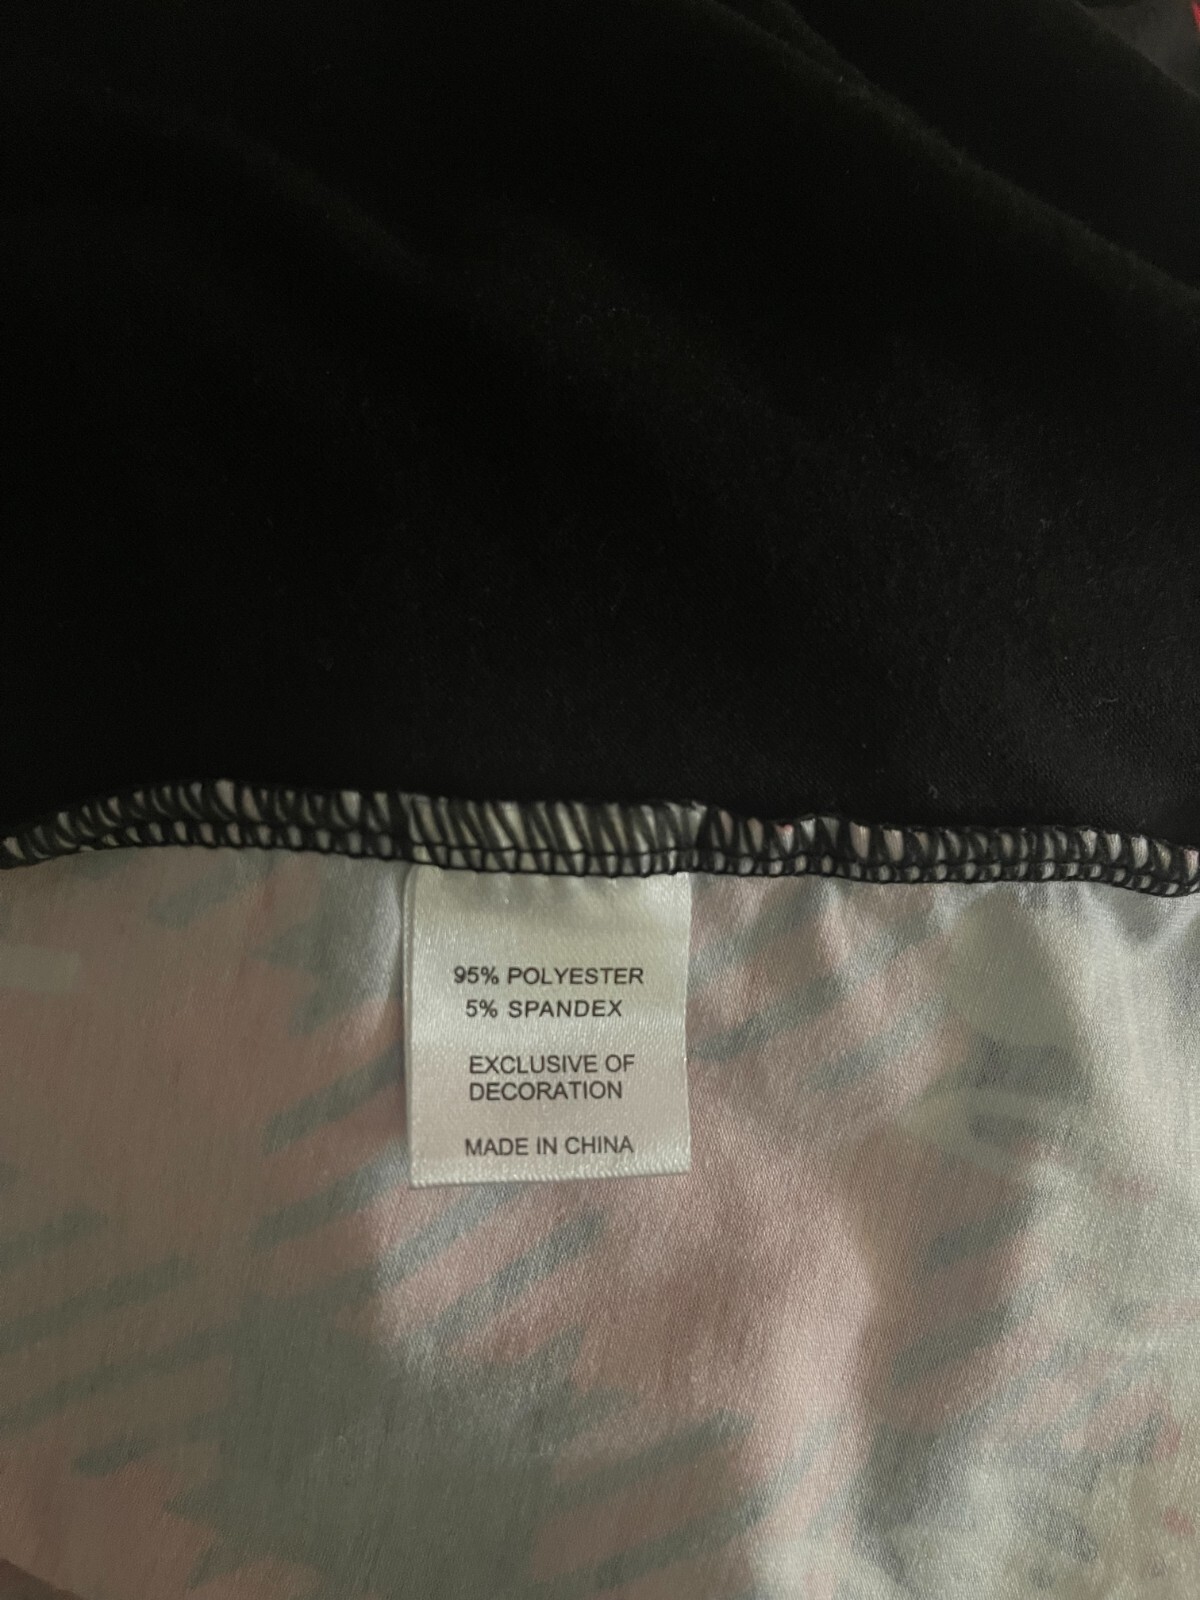 95% POLYESTER
5% SPANDEX
EXCLUSIVE OF
DECORATION
MADE IN CHINA